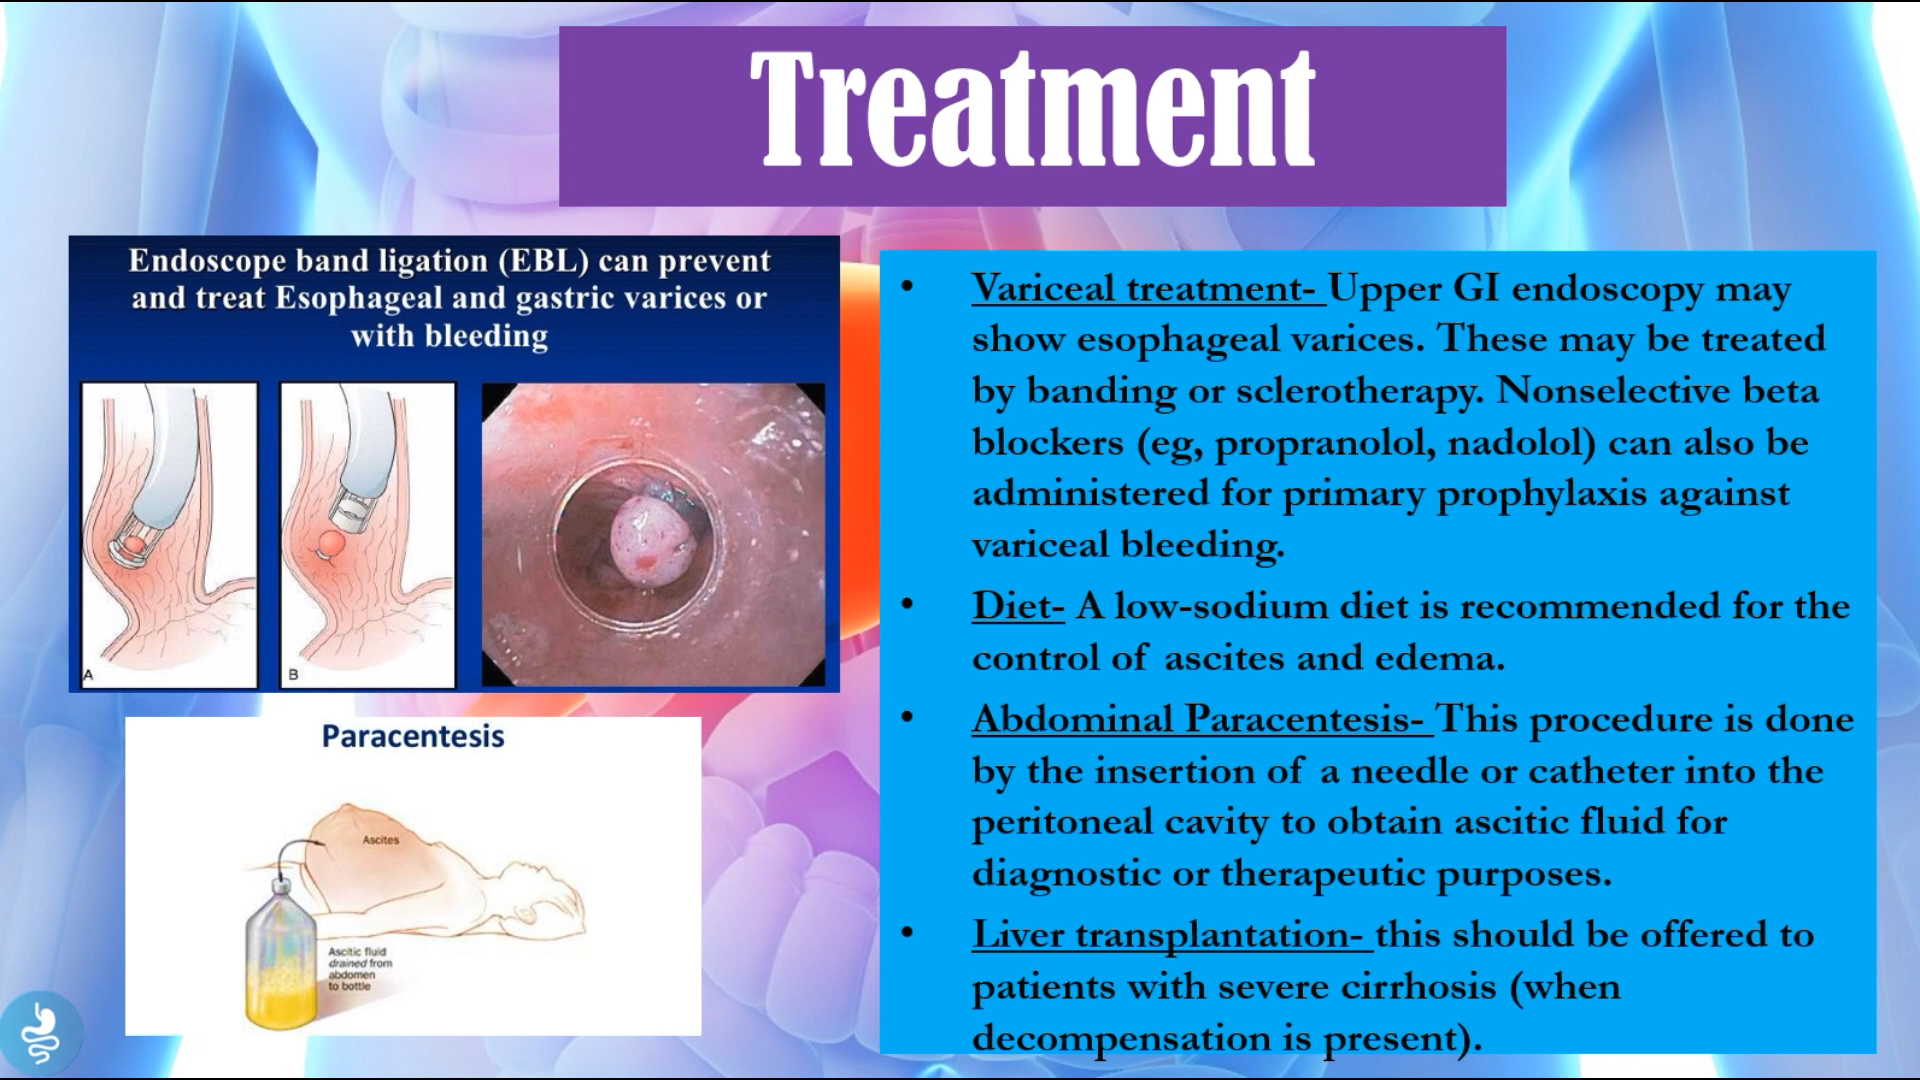 Treatment
Endoscope band ligation (EBL) can prevent
and treat Esophageal and gastric varices or
with bleeding
A
B
Paracentesis
Ascites
Ascitic fluid
drained from
abdomen
to bottle
• Variceal treatment- Upper GI endoscopy may
show esophageal varices. These may be treated
by banding or sclerotherapy. Nonselective beta
blockers (eg, propranolol, nadolol) can also be
administered for primary prophylaxis against
variceal bleeding.
• Diet- A low-sodium diet is recommended for the
control of ascites and edema.
• Abdominal Paracentesis- This procedure is done
by the insertion of a needle or catheter into the
peritoneal cavity to obtain ascitic fluid for
diagnostic or therapeutic purposes.
• Liver transplantation- this should be offered to
patients with severe cirrhosis (when
decompensation is present).